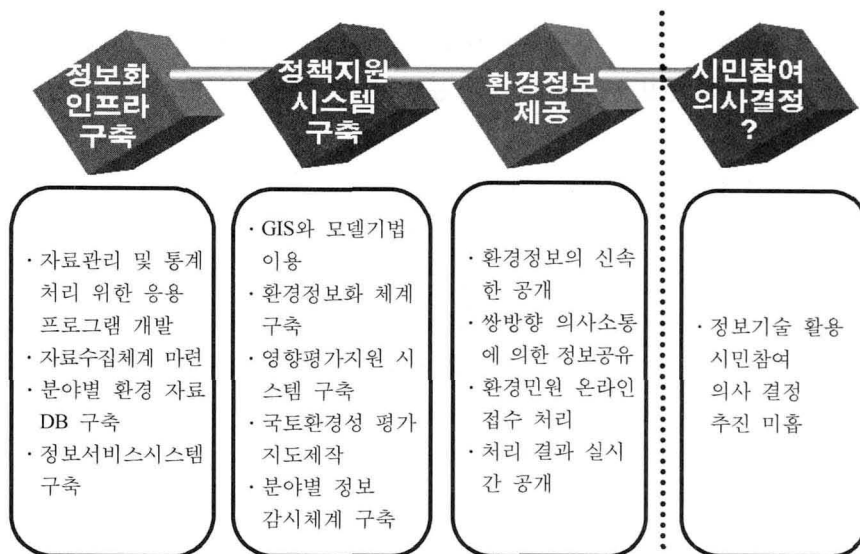 정보화
인프라
구축
정책지원
시스템
구축
환경정보
제공
시민참여
의사결정
?
· 자료관리 및 통계
처리 위한 응용
프로그램 개발
· 자료수집체계 마련
· 분야별 환경 자료
DB 구축
· 정보서비스시스템
구축
· GIS와 모델기법
이용
· 환경정보화 체계
구축
· 영향평가지원 시
스템 구축
· 국토환경성 평가
지도제작
· 분야별 정보
감시체계 구축
· 환경정보의 신속
한 공개
· 쌍방향 의사소통
에 의한 정보공유
· 환경민원 온라인
접수 처리
· 처리 결과 실시
간 공개
· 정보기술 활용
시민참여
의사 결정
추진 미흡